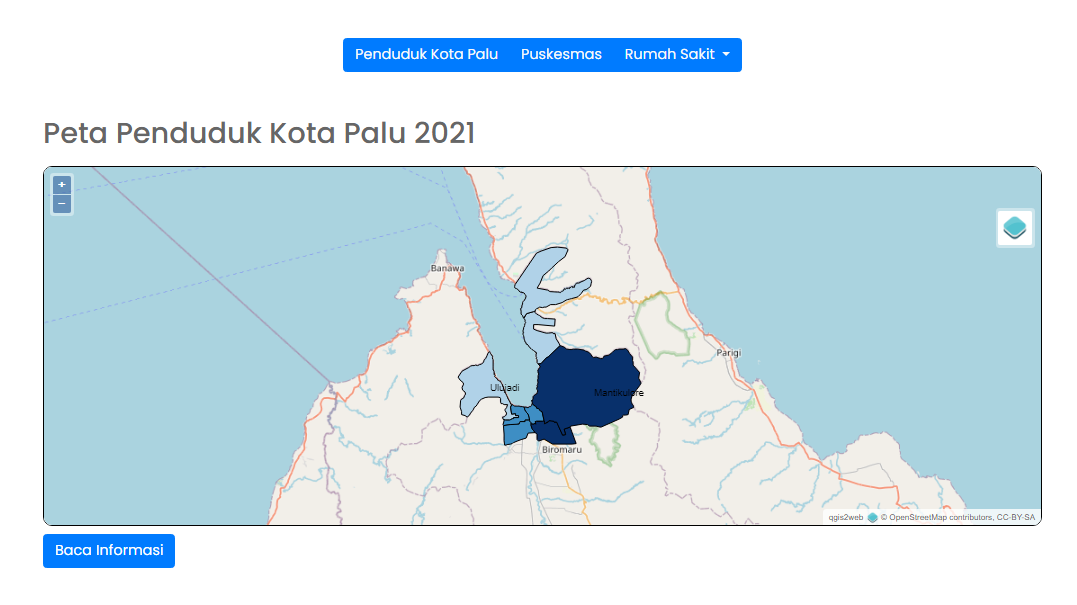 Penduduk Kota Palu Puskesmas Rumah Sakit
Peta Penduduk Kota Palu 2021
+
−
Banawa
Parigi
Ulujadi
Mantikulore
Biromaru
qgis2web © OpenStreetMap contributors, CC-BY-SA
Baca Informasi